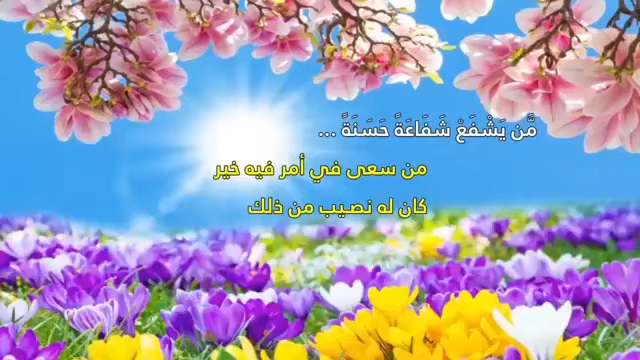 مَّن يَشْفَعْ شَفَاعَةً حَسَنَةً ...
من سعى في أمر فيه خير
كان له نصيب من ذلك